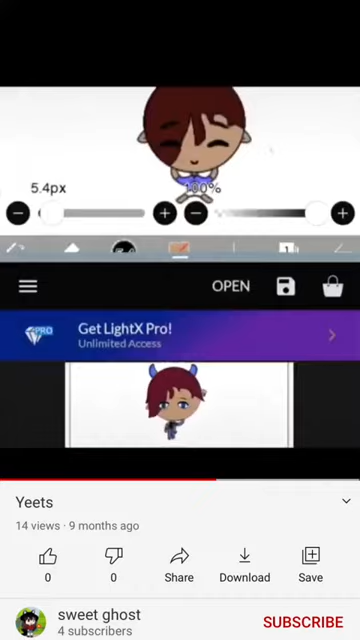 5.4px
100%
1
OPEN
PRO
Get LightX Pro!
Unlimited Access
Yeets
14 views · 9 months ago
0
0
Share
Download
Save
sweet ghost
4 subscribers
SUBSCRIBE